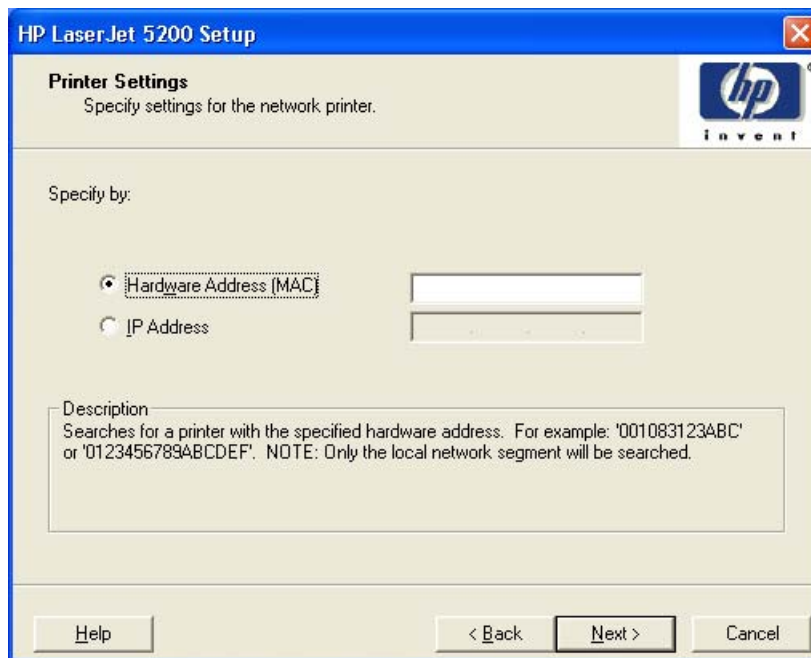 HP LaserJet 5200 Setup
Printer Settings
Specify settings for the network printer.
hp
invent
Specify by:
Hardware Address (MAC)
IP Address
Description
Searches for a printer with the specified hardware address. For example: '001083123ABC'
or '0123456789ABCDEF'. NOTE: Only the local network segment will be searched.
Help
< Back
Next >
Cancel